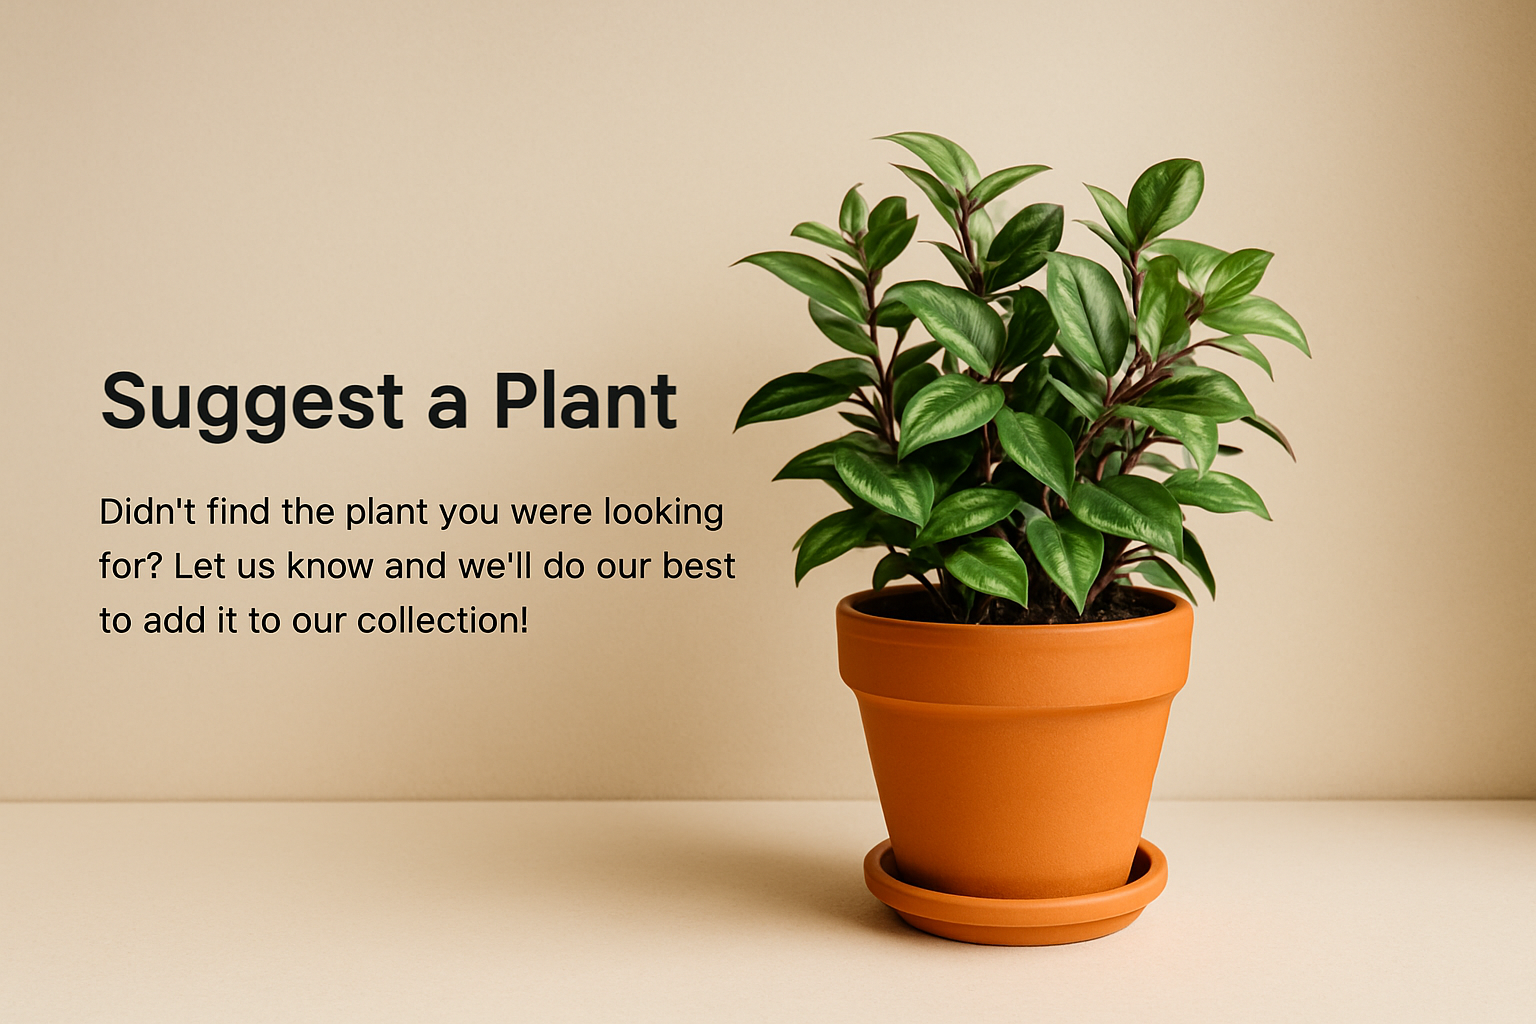 Suggest a Plant
Didn't find the plant you were looking
for? Let us know and we'll do our best
to add it to our collection!